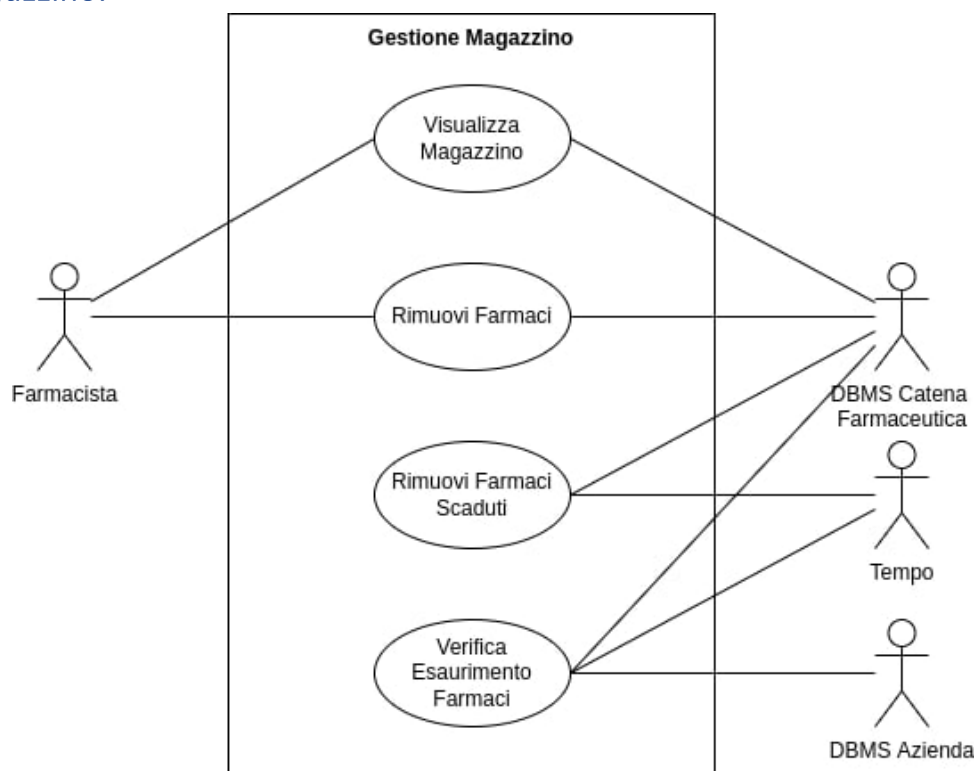 Gestione Magazzino
Visualizza
Magazzino
Rimuovi Farmaci
Farmacista
DBMS Catena
Farmaceutica
Rimuovi Farmaci
Scaduti
Tempo
Verifica
Esaurimento
Farmaci
DBMS Azienda